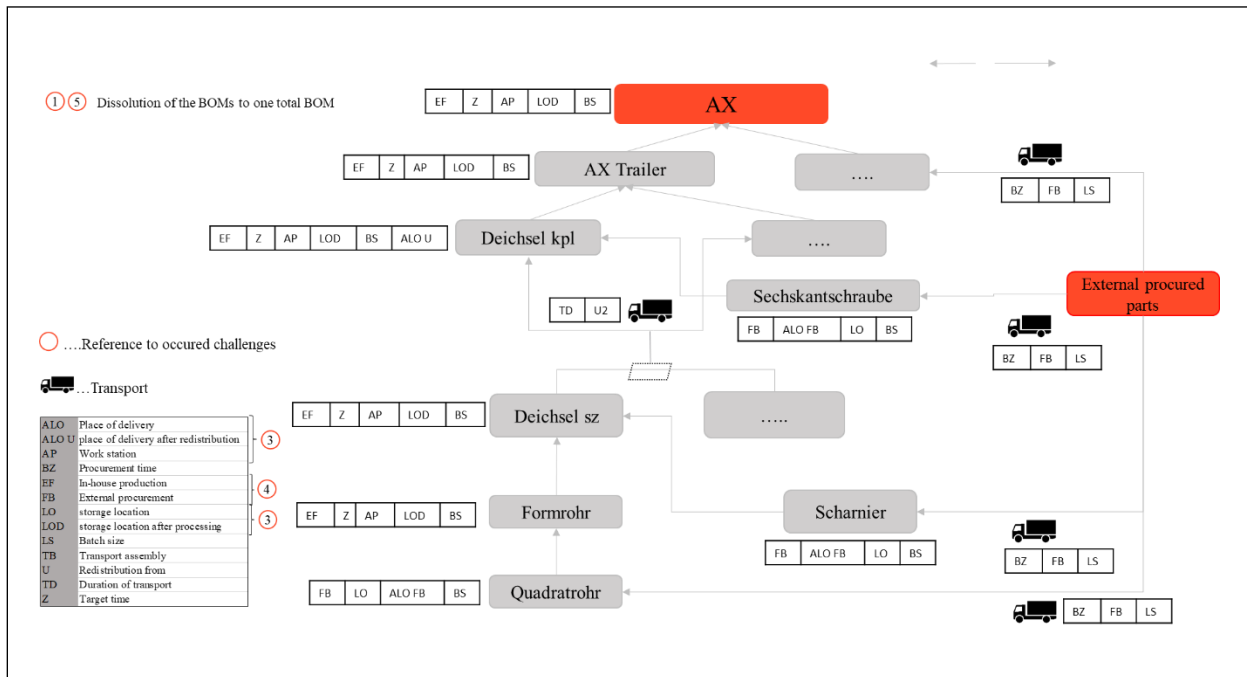 1 5 Dissolution of the BOMs to one total BOM
EF Z AP LOD BS
AX
EF Z AP LOD BS
AX Trailer
....
BZ FB LS
EF Z AP LOD BS ALO U
Deichsel kpl
....
External procured
parts
Sechskantschraube
TD U2
FB ALO FB LO BS
BZ FB LS
....Reference to occured challenges
...Transport
EF Z AP LOD BS
Deichsel sz
.....
ALO Place of delivery
ALO U place of delivery after redistribution
AP Work station
3
BZ Procurement time
EF In-house production
FB External procurement
4
LO storage location
LOD storage location after processing
3
LS Batch size
TB Transport assembly
U Redistribution from
TD Duration of transport
Z Target time
EF Z AP LOD BS
Formrohr
Scharnier
FB ALO FB LO BS
BZ FB LS
FB LO ALO FB BS
Quadratrohr
BZ FB LS